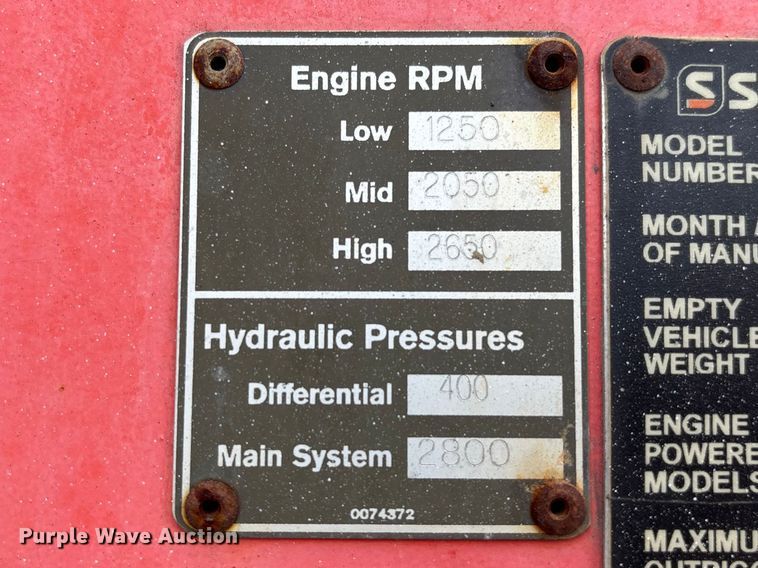 Engine RPM
Low 1250
Mid 2050
High 2650
Hydraulic Pressures
Differential 400
Main System 2800
0074372
S
MODEL
NUMBER
MONTH
OF MANU
EMPTY
VEHICLE
WEIGHT
ENGINE
POWERE
MODELS
MAXIMU
OUTRIGG
Purple Wave Auction